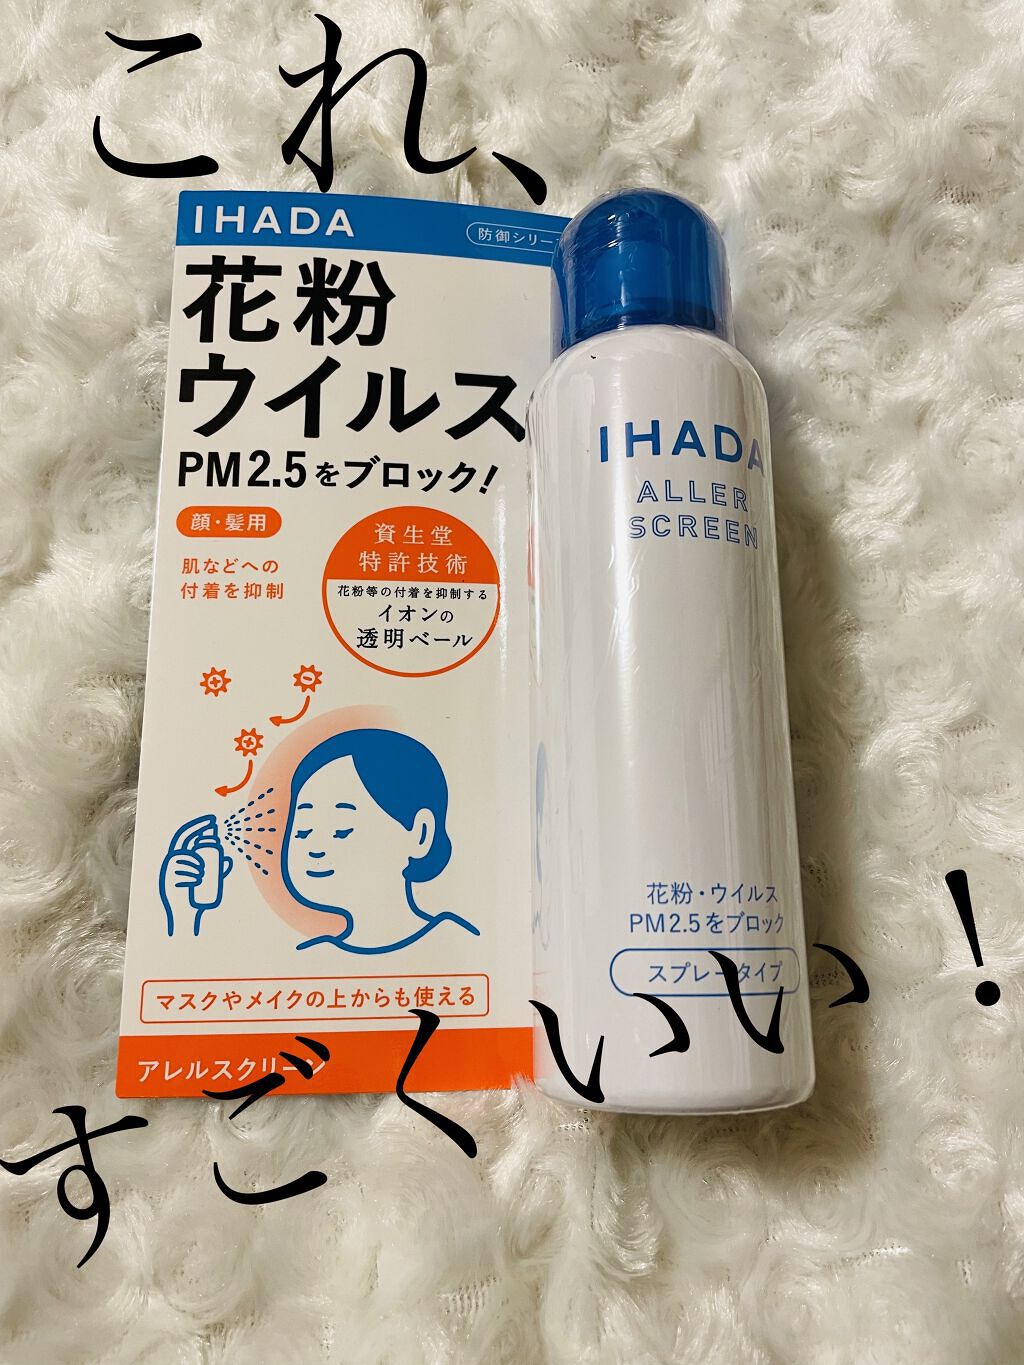 これ、
IHADA
防御シリー
花粉
ウイルス
PM2.5をブロック!
顔・髪用
肌などへの
付着を抑制
資生堂
特許技術
花粉等の付着を抑制する
イオンの
透明ベール
マスクやメイクの上からも使える
アレルスクリーン
IHADA
ALLER
SCREEN
花粉・ウイルス
PM2.5をブロック
スプレータイプ
すごくいい!